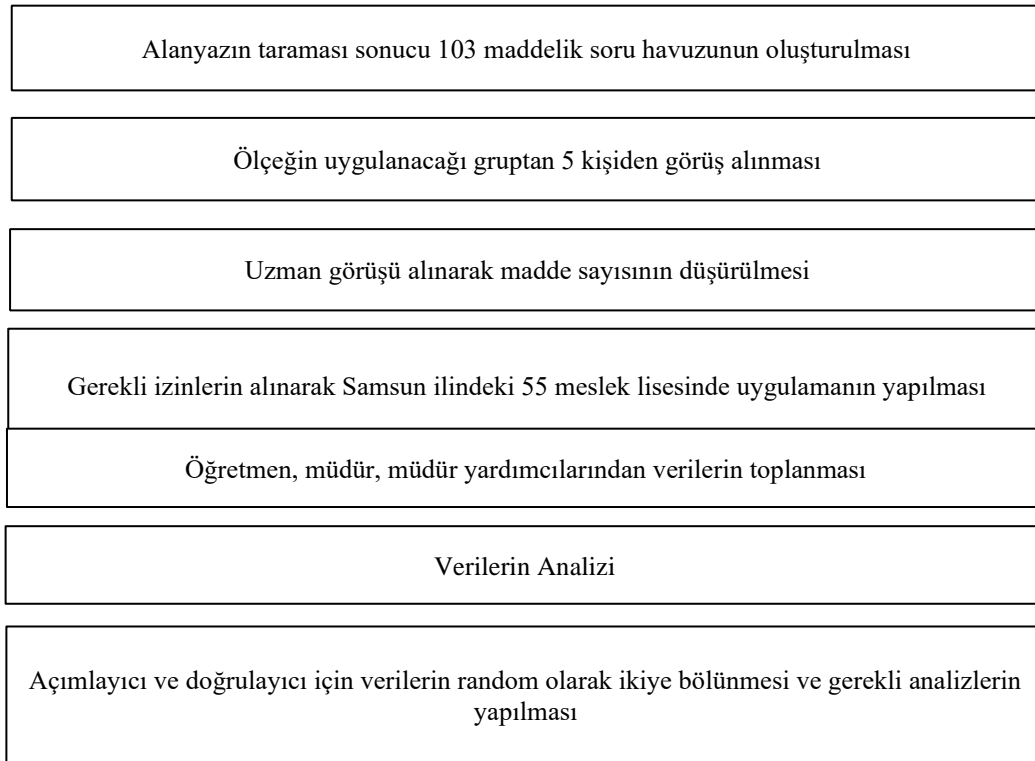 Alanyazın taraması sonucu 103 maddelik soru havuzunun oluşturulması
Ölçeğin uygulanacağı gruptan 5 kişiden görüş alınması
Uzman görüşü alınarak madde sayısının düşürülmesi
Gerekli izinlerin alınarak Samsun ilindeki 55 meslek lisesinde uygulamanın yapılması
Öğretmen, müdür, müdür yardımcılarından verilerin toplanması
Verilerin Analizi
Açımlayıcı ve doğrulayıcı için verilerin random olarak ikiye bölünmesi ve gerekli analizlerin
yapılması